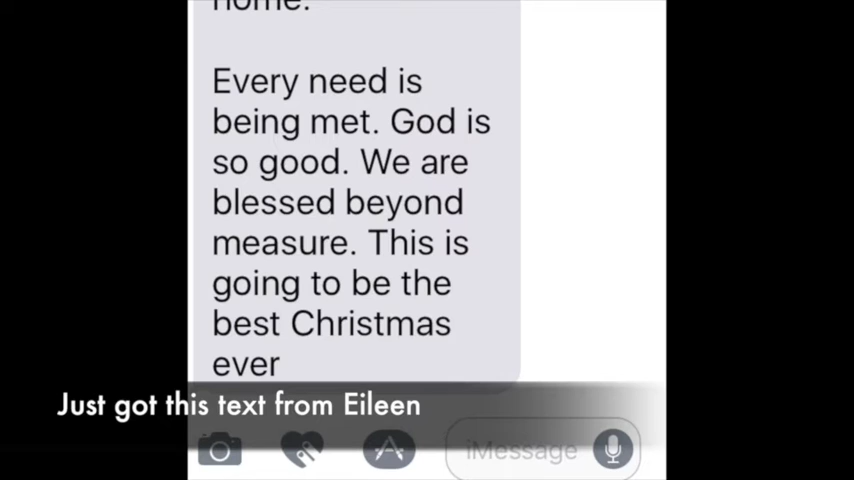 home.
Every need is
being met. God is
so good. We are
blessed beyond
measure. This is
going to be the
best Christmas
ever
Just got this text from Eileen
iMessage